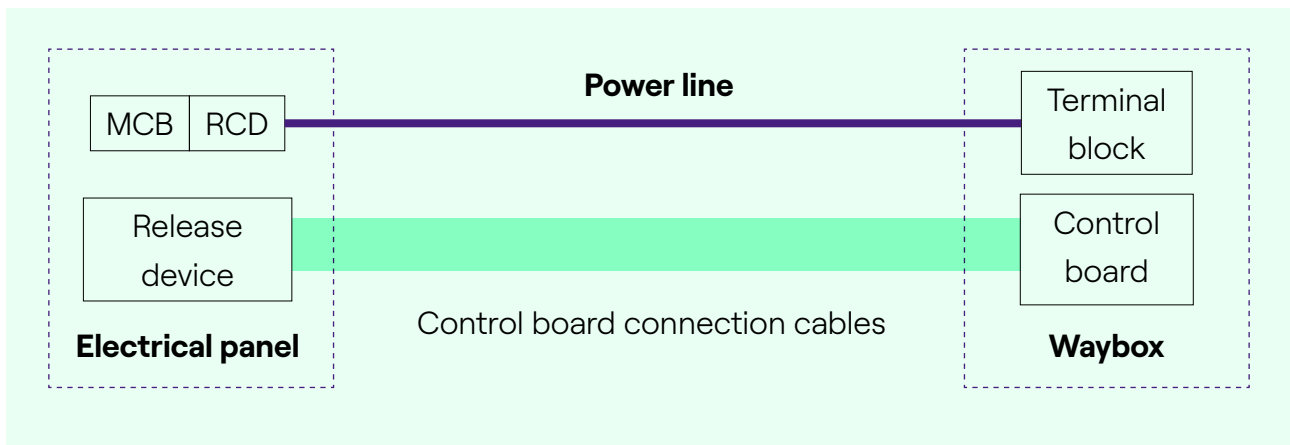 Power line
MCB RCD
Terminal
block
Release
device
Control
board
Control board connection cables
Electrical panel
Waybox